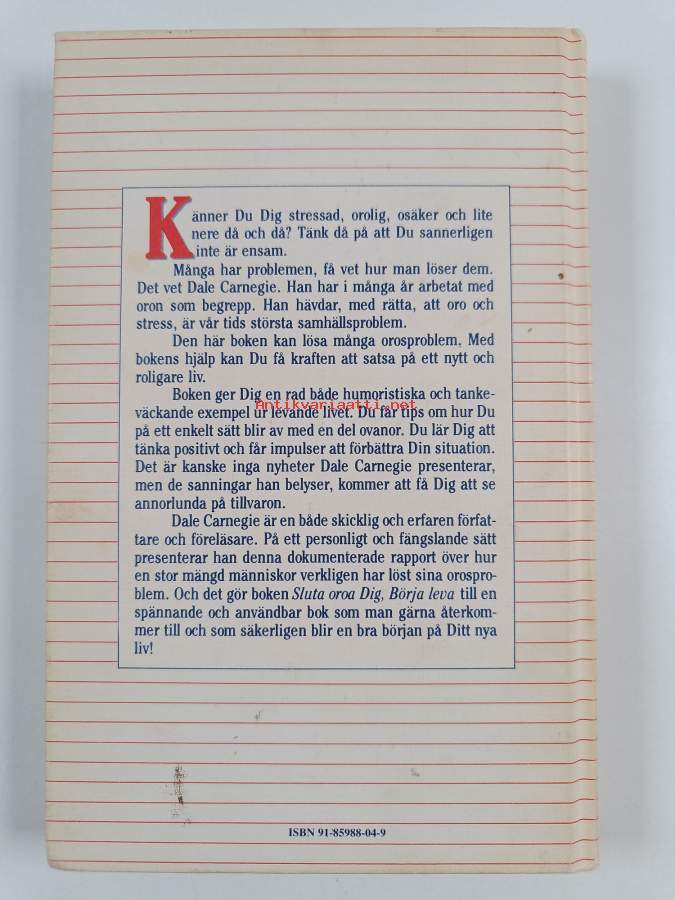 Känner Du Dig stressad, orolig, osäker och lite
nere då och då? Tänk då på att Du sannerligen
inte är ensam.
Många har problemen, få vet hur man löser dem.
Det vet Dale Carnegie. Han har i många år arbetat med
oron som begrepp. Han hävdar, med rätta, att oro och
stress, är vår tids största samhällsproblem.
Den här boken kan lösa många orosproblem, Med
bokens hjälp kan Du få kraften att satsa på ett nytt och
roligare liv.
Boken ger Dig en rad både humoristiska och tanke-
väckande exempel ur levande livet. Du får tips om hur Du
Antikvariaatti.net
på ett enkelt sätt blir av med en del ovanor. Du lär Dig att
tänka positivt och får impulser att förbättra Din situation.
Det är kanske inga nyheter Dale Carnegie presenterar,
men de sanningar han belyser, kommer att få Dig att se
annorlunda på tillvaron.
Dale Carnegie är en både skicklig och erfaren förfat-
tare och föreläsare. På ett personligt och fängslande sätt
presenterar han denna dokumenterade rapport över hur
en stor mängd människor verkligen har löst sina orospro-
blem. Och det gör boken Sluta oroa Dig, Börja leva till en
spännande och användbar bok som man gärna återkom-
mer till och som säkerligen blir en bra början på Ditt nya
liv!
ISBN 91-85988-04-9